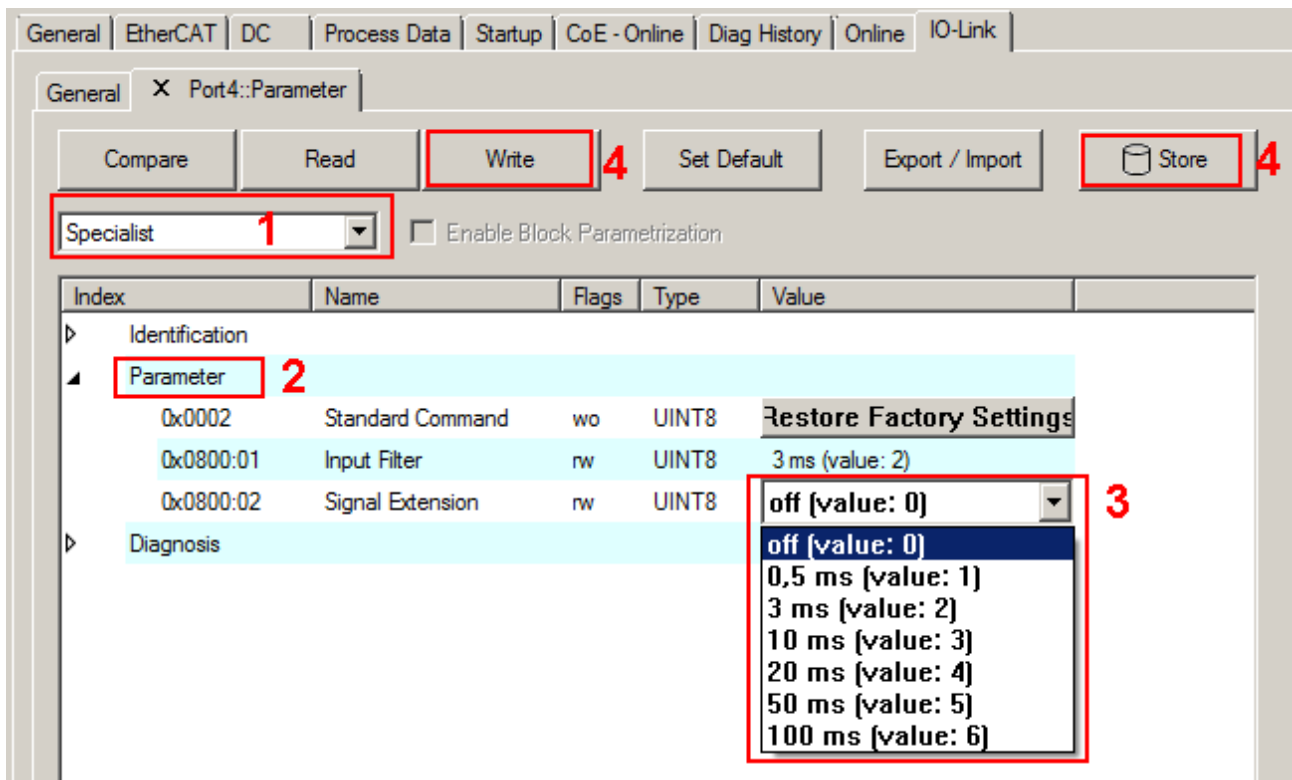 General EtherCAT DC Process Data Startup CoE - Online Diag History Online IO-Link
General X Port4::Parameter
Compare Read Write 4 Set Default Export / Import Store 4
Specialist 1 Enable Block Parametrization
Index Name Flags Type Value
Identification
Parameter 2
0x0002 Standard Command wo UINT8 Restore Factory Settings
0x0800:01 Input Filter rw UINT8 3 ms (value: 2)
0x0800:02 Signal Extension rw UINT8 off (value: 0) 3
Diagnosis off (value: 0)
0,5 ms (value: 1)
3 ms (value: 2)
10 ms (value: 3)
20 ms (value: 4)
50 ms (value: 5)
100 ms (value: 6)